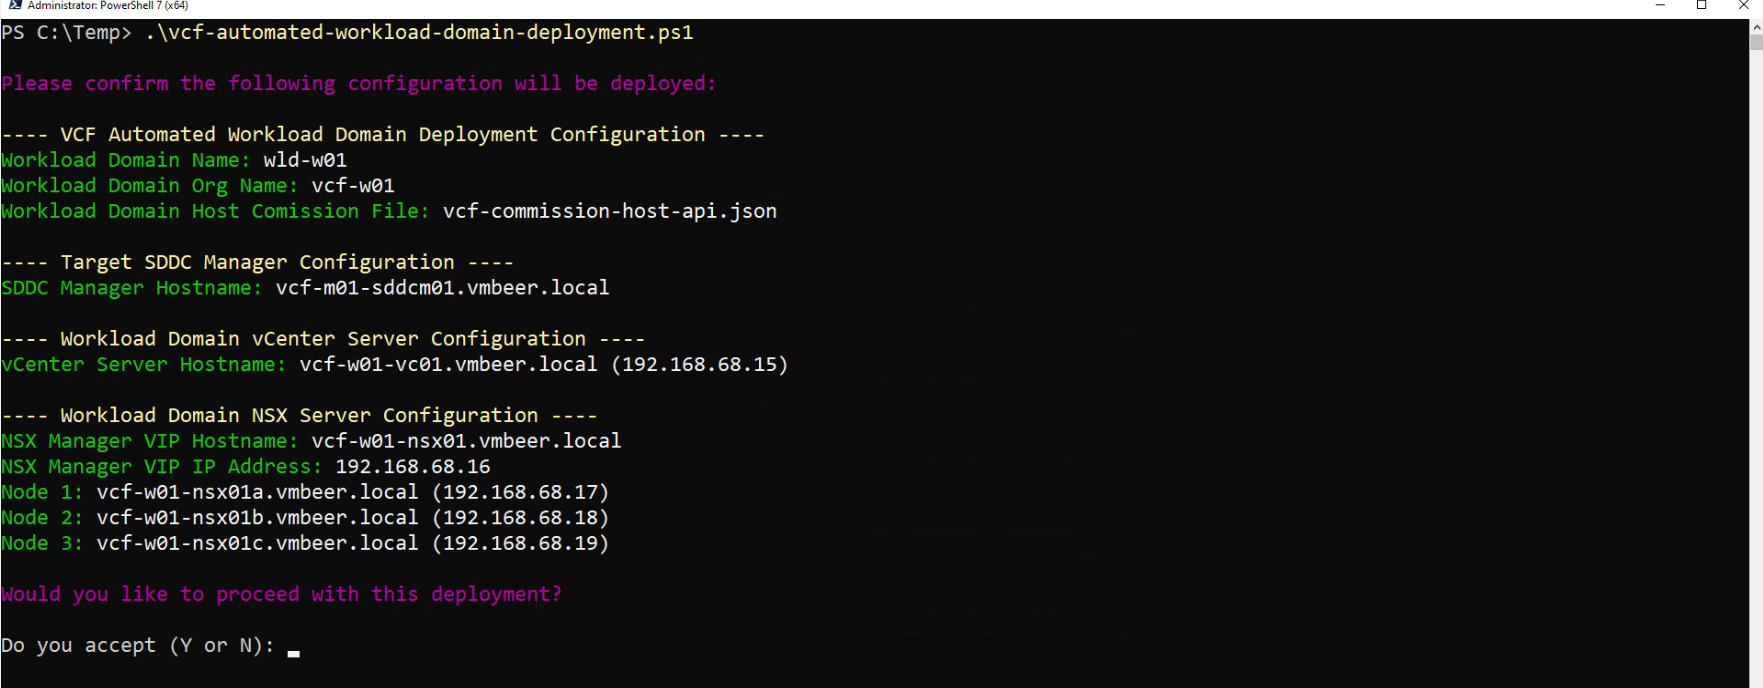 Administrator: PowerShell 7 (x64)
PS C:\Temp> .\vcf-automated-workload-domain-deployment.ps1
Please confirm the following configuration will be deployed:
---- VCF Automated Workload Domain Deployment Configuration ----
Workload Domain Name: wld-w01
Workload Domain Org Name: vcf-w01
Workload Domain Host Comission File: vcf-commission-host-api.json
---- Target SDDC Manager Configuration ----
SDDC Manager Hostname: vcf-m01-sddcm01.vmbeer.local
---- Workload Domain vCenter Server Configuration ----
vCenter Server Hostname: vcf-w01-vc01.vmbeer.local (192.168.68.15)
---- Workload Domain NSX Server Configuration ----
NSX Manager VIP Hostname: vcf-w01-nsx01.vmbeer.local
NSX Manager VIP IP Address: 192.168.68.16
Node 1: vcf-w01-nsx01a.vmbeer.local (192.168.68.17)
Node 2: vcf-w01-nsx01b.vmbeer.local (192.168.68.18)
Node 3: vcf-w01-nsx01c.vmbeer.local (192.168.68.19)
Would you like to proceed with this deployment?
Do you accept (Y or N):